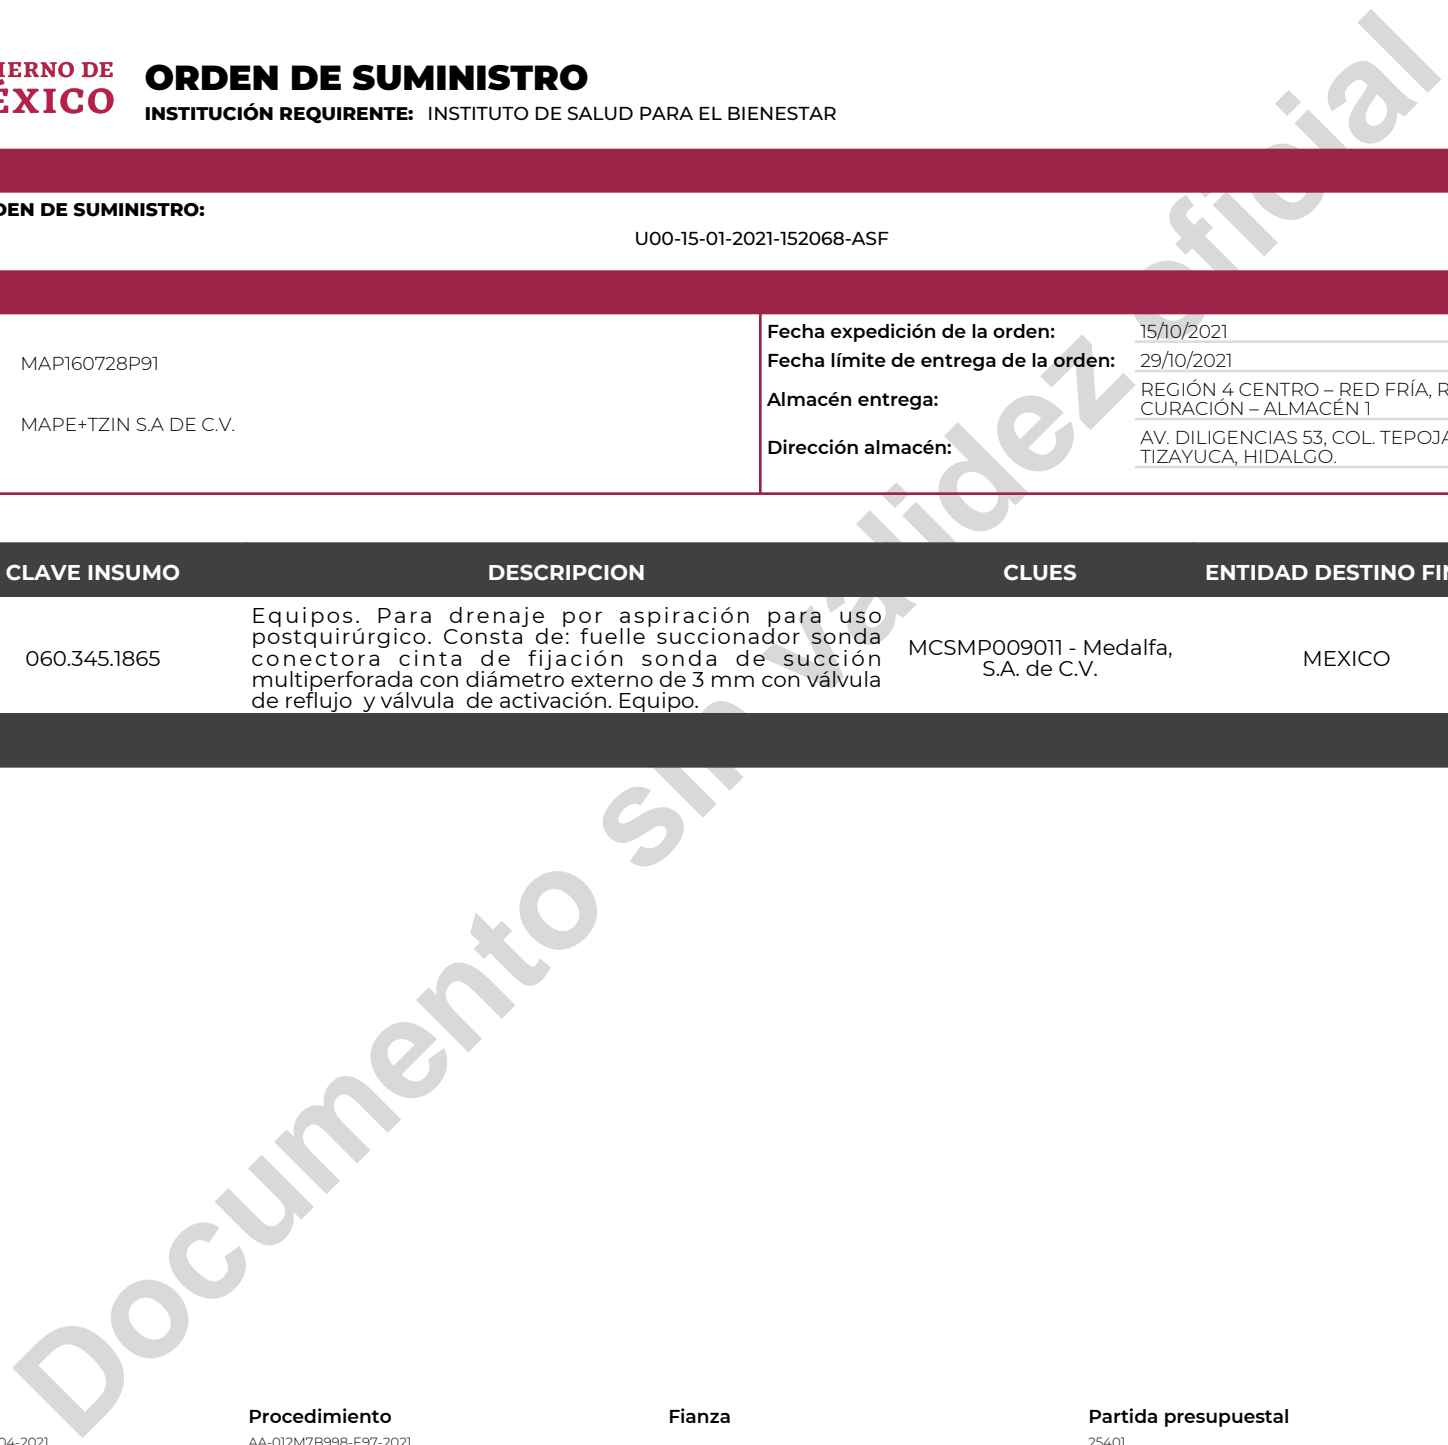 ORDEN DE SUMINISTRO
INSTITUCIÓN REQUIRENTE: INSTITUTO DE SALUD PARA EL BIENESTAR
DE SUMINISTRO:
U00-15-01-2021-152068-ASF
MAP160728P91
MAPE+TZIN S.A DE C.V.
Fecha expedición de la orden: 15/10/2021
Fecha límite de entrega de la orden: 29/10/2021
Almacén entrega: REGIÓN 4 CENTRO – RED FRÍA,
CURACIÓN – ALMACÉN 1
Dirección almacén: AV. DILIGENCIAS 53, COL.
TIZAYUCA, HIDALGO.
CLAVE INSUMO DESCRIPCION CLUES ENTIDAD DESTINO
060.345.1865
Equipos. Para drenaje por aspiración para uso
postquirúrgico. Consta de: fuelle succionador sonda
conectora cinta de fijación sonda de succión
multiperforada con diámetro externo de 3 mm con válvula
de reflujo y válvula de activación. Equipo.
MCSMP009011 - Medalfa,
S.A. de C.V.
MEXICO
Documento sin validez oficial
Procedimiento Fianza Partida presupuestal
AA-012M7B998-E97-2021 25401